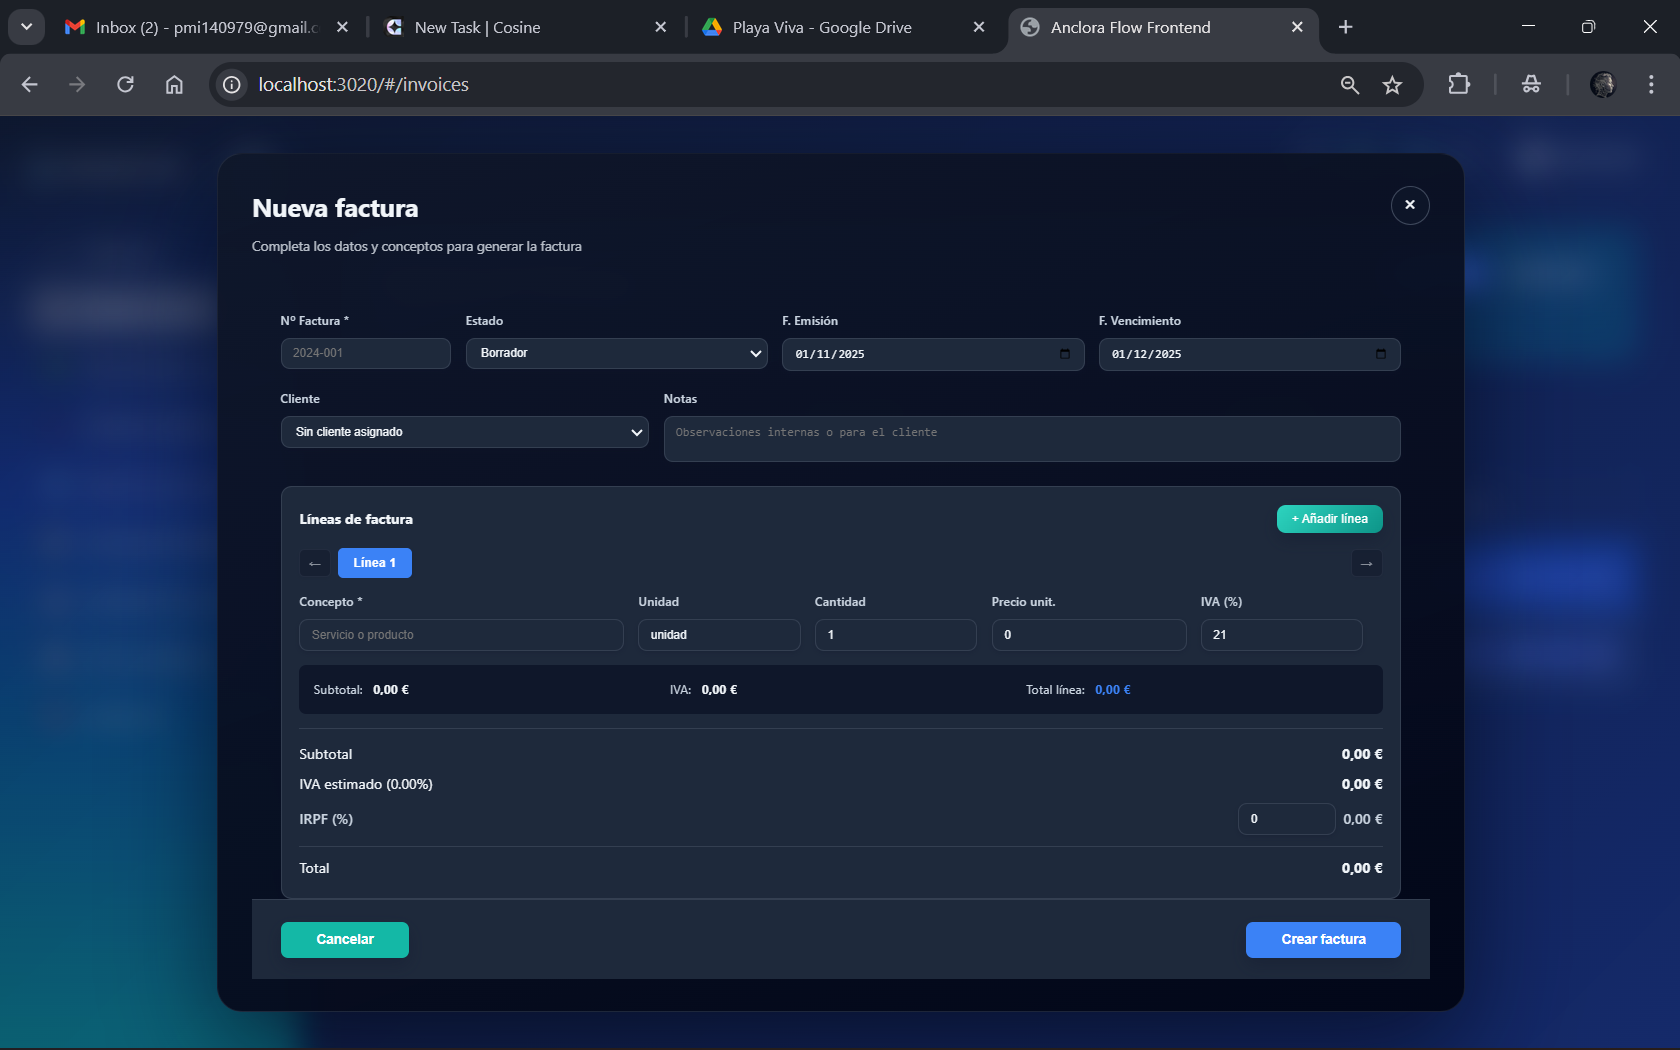 Inbox (2) - pmi140979@gmail.c
New Task | Cosine
Playa Viva - Google Drive
Anclora Flow Frontend
localhost:3020/#/invoices
Nueva factura
Completa los datos y conceptos para generar la factura
Nº Factura * Estado F. Emisión F. Vencimiento
2024-001 Borrador 01/11/2025 01/12/2025
Cliente Notas
Sin cliente asignado Observaciones internas o para el cliente
Líneas de factura + Añadir línea
← Línea 1 →
Concepto * Unidad Cantidad Precio unit. IVA (%)
Servicio o producto unidad 1 0 21
Subtotal: 0,00 € IVA: 0,00 € Total línea: 0,00 €
Subtotal 0,00 €
IVA estimado (0.00%) 0,00 €
IRPF (%) 0 0,00 €
Total 0,00 €
Cancelar Crear factura